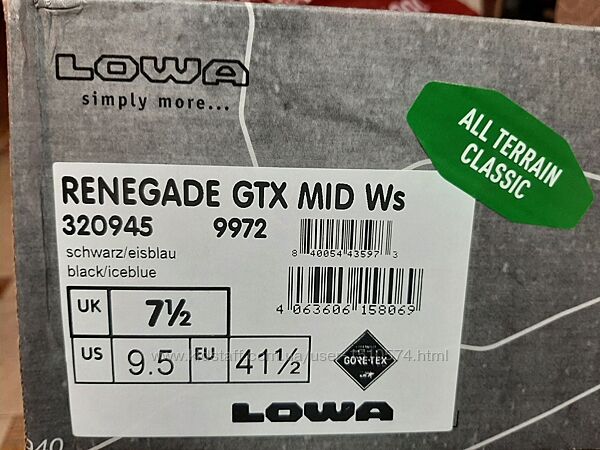 LOWA
simply more...
ALL TERRAIN
CLASSIC
RENEGADE GTX MID Ws
320945 9972
schwarz/eisblau
black/iceblue
8 40054 43597 3
4 063606 158069
UK 7½
US 9.5 EU 41½
GORE-TEX
LOWA